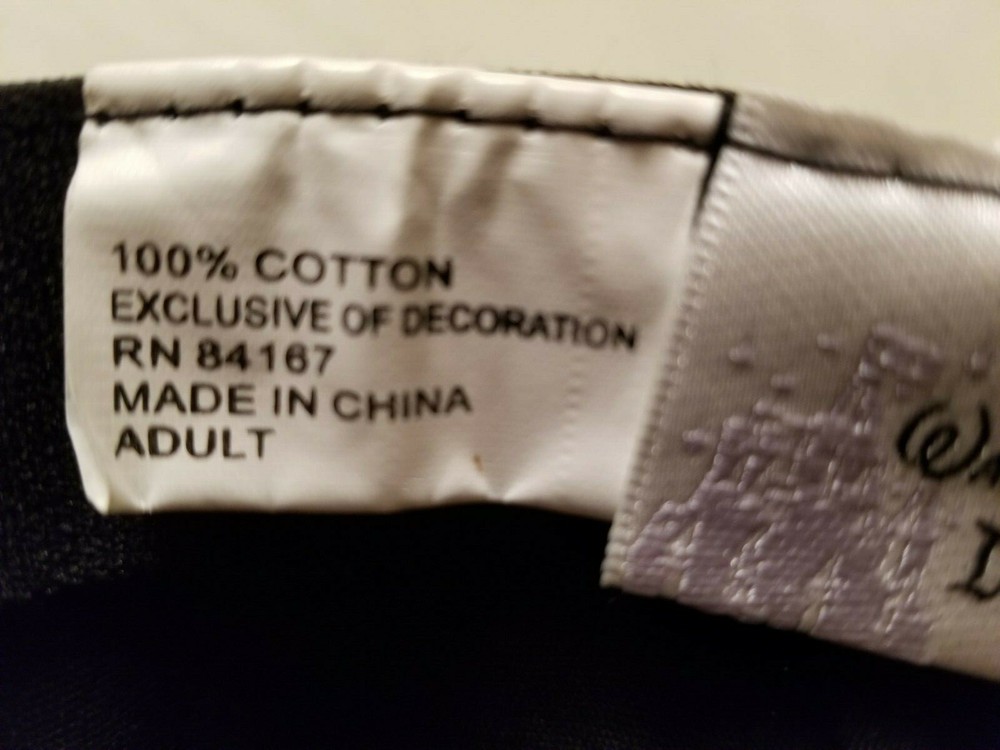 100% COTTON
EXCLUSIVE OF DECORATION
RN 84167
MADE IN CHINA
ADULT